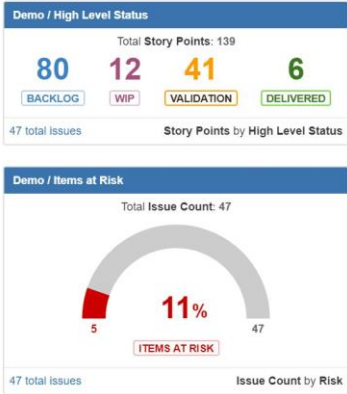 Demo / High Level Status
Total Story Points: 139
80 12 41 6
BACKLOG WIP VALIDATION DELIVERED
47 total issues Story Points by High Level Status
Demo / Items at Risk
Total Issue Count: 47
11%
5 47
ITEMS AT RISK
47 total issues Issue Count by Risk